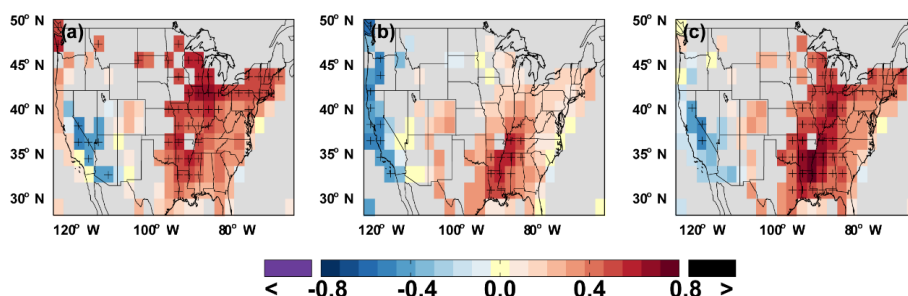 (a) (b) (c)
50° N 50° N 50° N
45° N 45° N 45° N
40° N 40° N 40° N
35° N 35° N 35° N
30° N 30° N 30° N
120° W 100° W 80° W 120° W 100° W 80° W 120° W 100° W 80° W
< -0.8 -0.4 0.0 0.4 0.8 >